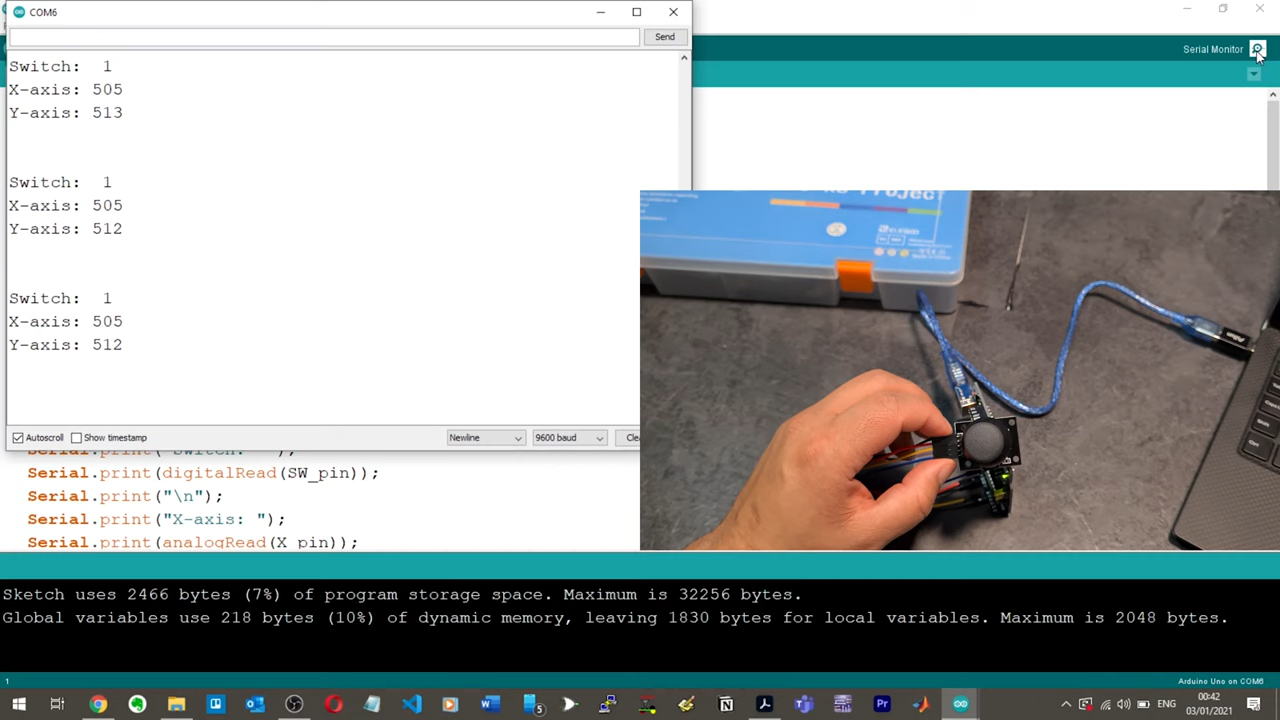 COM6
Send
Serial Monitor
Switch:  1
X-axis: 505
Y-axis: 513
Switch:  1
X-axis: 505
Y-axis: 512
Switch:  1
X-axis: 505
Y-axis: 512
Autoscroll
Show timestamp
Newline
9600 baud
Serial.print(digitalRead(SW_pin));
Serial.print("\n");
Serial.print("X-axis: ");
Serial.print(analogRead(X_pin));
Sketch uses 2466 bytes (7%) of program storage space. Maximum is 32256 bytes.
Global variables use 218 bytes (10%) of dynamic memory, leaving 1830 bytes for local variables. Maximum is 2048 bytes.
1
Arduino Uno on COM6
5
00:42
03/01/2021